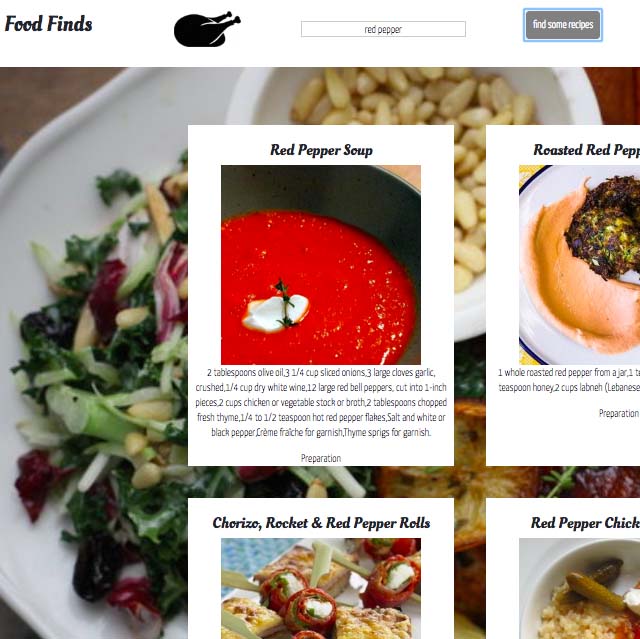 Food Finds
red pepper
find some recipes
Red Pepper Soup
2 tablespoons olive oil,3 1/4 cup sliced onions,3 large cloves garlic,
crushed,1/4 cup dry white wine,12 large red bell peppers, cut into 1-inch
pieces,2 cups chicken or vegetable stock or broth,2 tablespoons chopped
fresh thyme,1/4 to 1/2 teaspoon hot red pepper flakes,Salt and white or
black pepper,Crème fraîche for garnish,Thyme sprigs for garnish.
Preparation
Roasted Red Pepp
1 whole roasted red pepper from a jar,1 te
teaspoon honey,2 cups labneh (Lebanese
Preparation
Chorizo, Rocket & Red Pepper Rolls
Red Pepper Chick